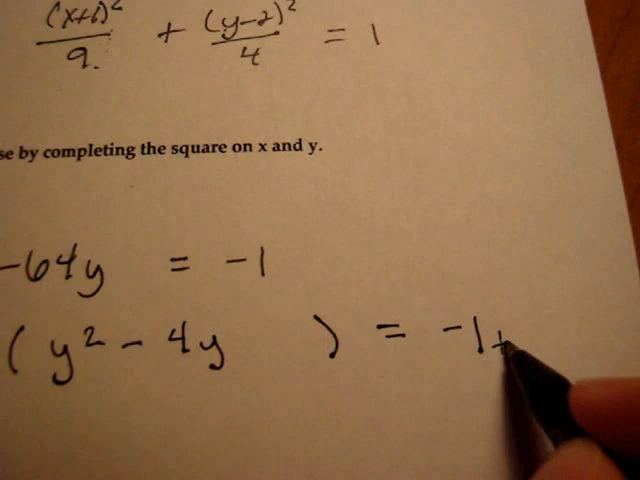 (x+1)²/9. + (y-2)²/4 = 1
se by completing the square on x and y.
-64y = -1
(y² - 4y ) = -1+